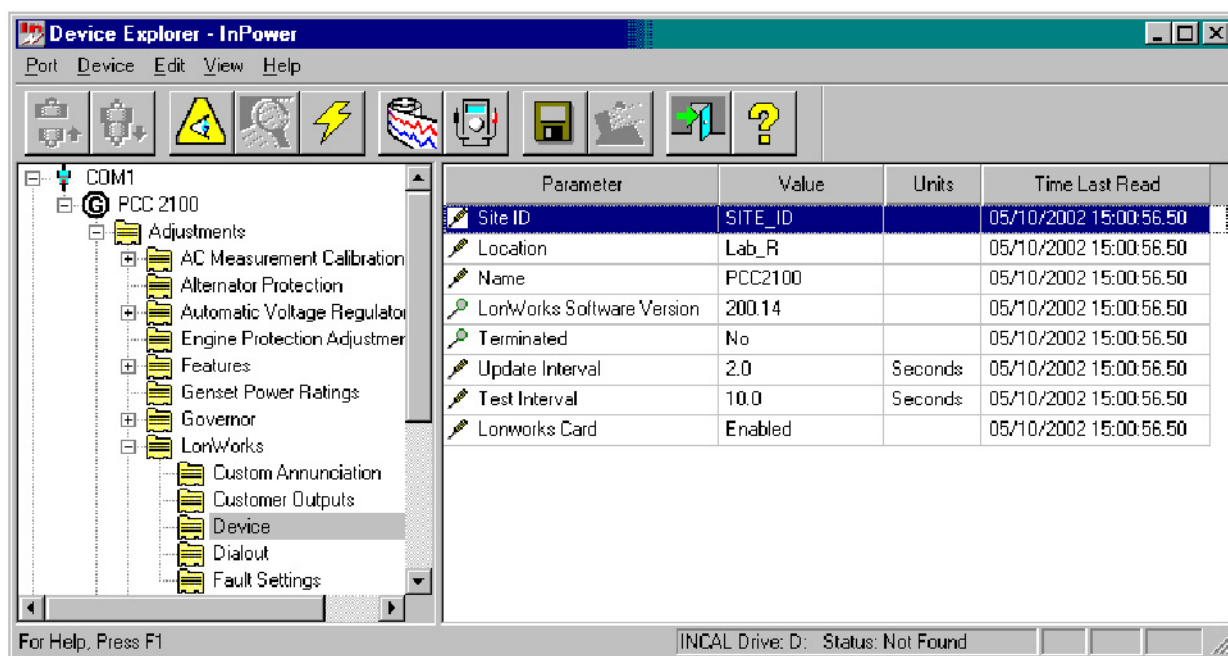 Device Explorer - InPower
Port Device Edit View Help
COM1
PCC 2100
Adjustments
AC Measurement Calibration
Alternator Protection
Automatic Voltage Regulator
Engine Protection Adjustmer
Features
Genset Power Ratings
Governor
LonWorks
Custom Annunciation
Customer Outputs
Device
Dialout
Fault Settings
Parameter Value Units Time Last Read
Site ID SITE_ID 05/10/2002 15:00:56.50
Location Lab_R 05/10/2002 15:00:56.50
Name PCC2100 05/10/2002 15:00:56.50
LonWorks Software Version 200.14 05/10/2002 15:00:56.50
Terminated No 05/10/2002 15:00:56.50
Update Interval 2.0 Seconds 05/10/2002 15:00:56.50
Test Interval 10.0 Seconds 05/10/2002 15:00:56.50
Lonworks Card Enabled 05/10/2002 15:00:56.50
For Help, Press F1
INCAL Drive: D: Status: Not Found